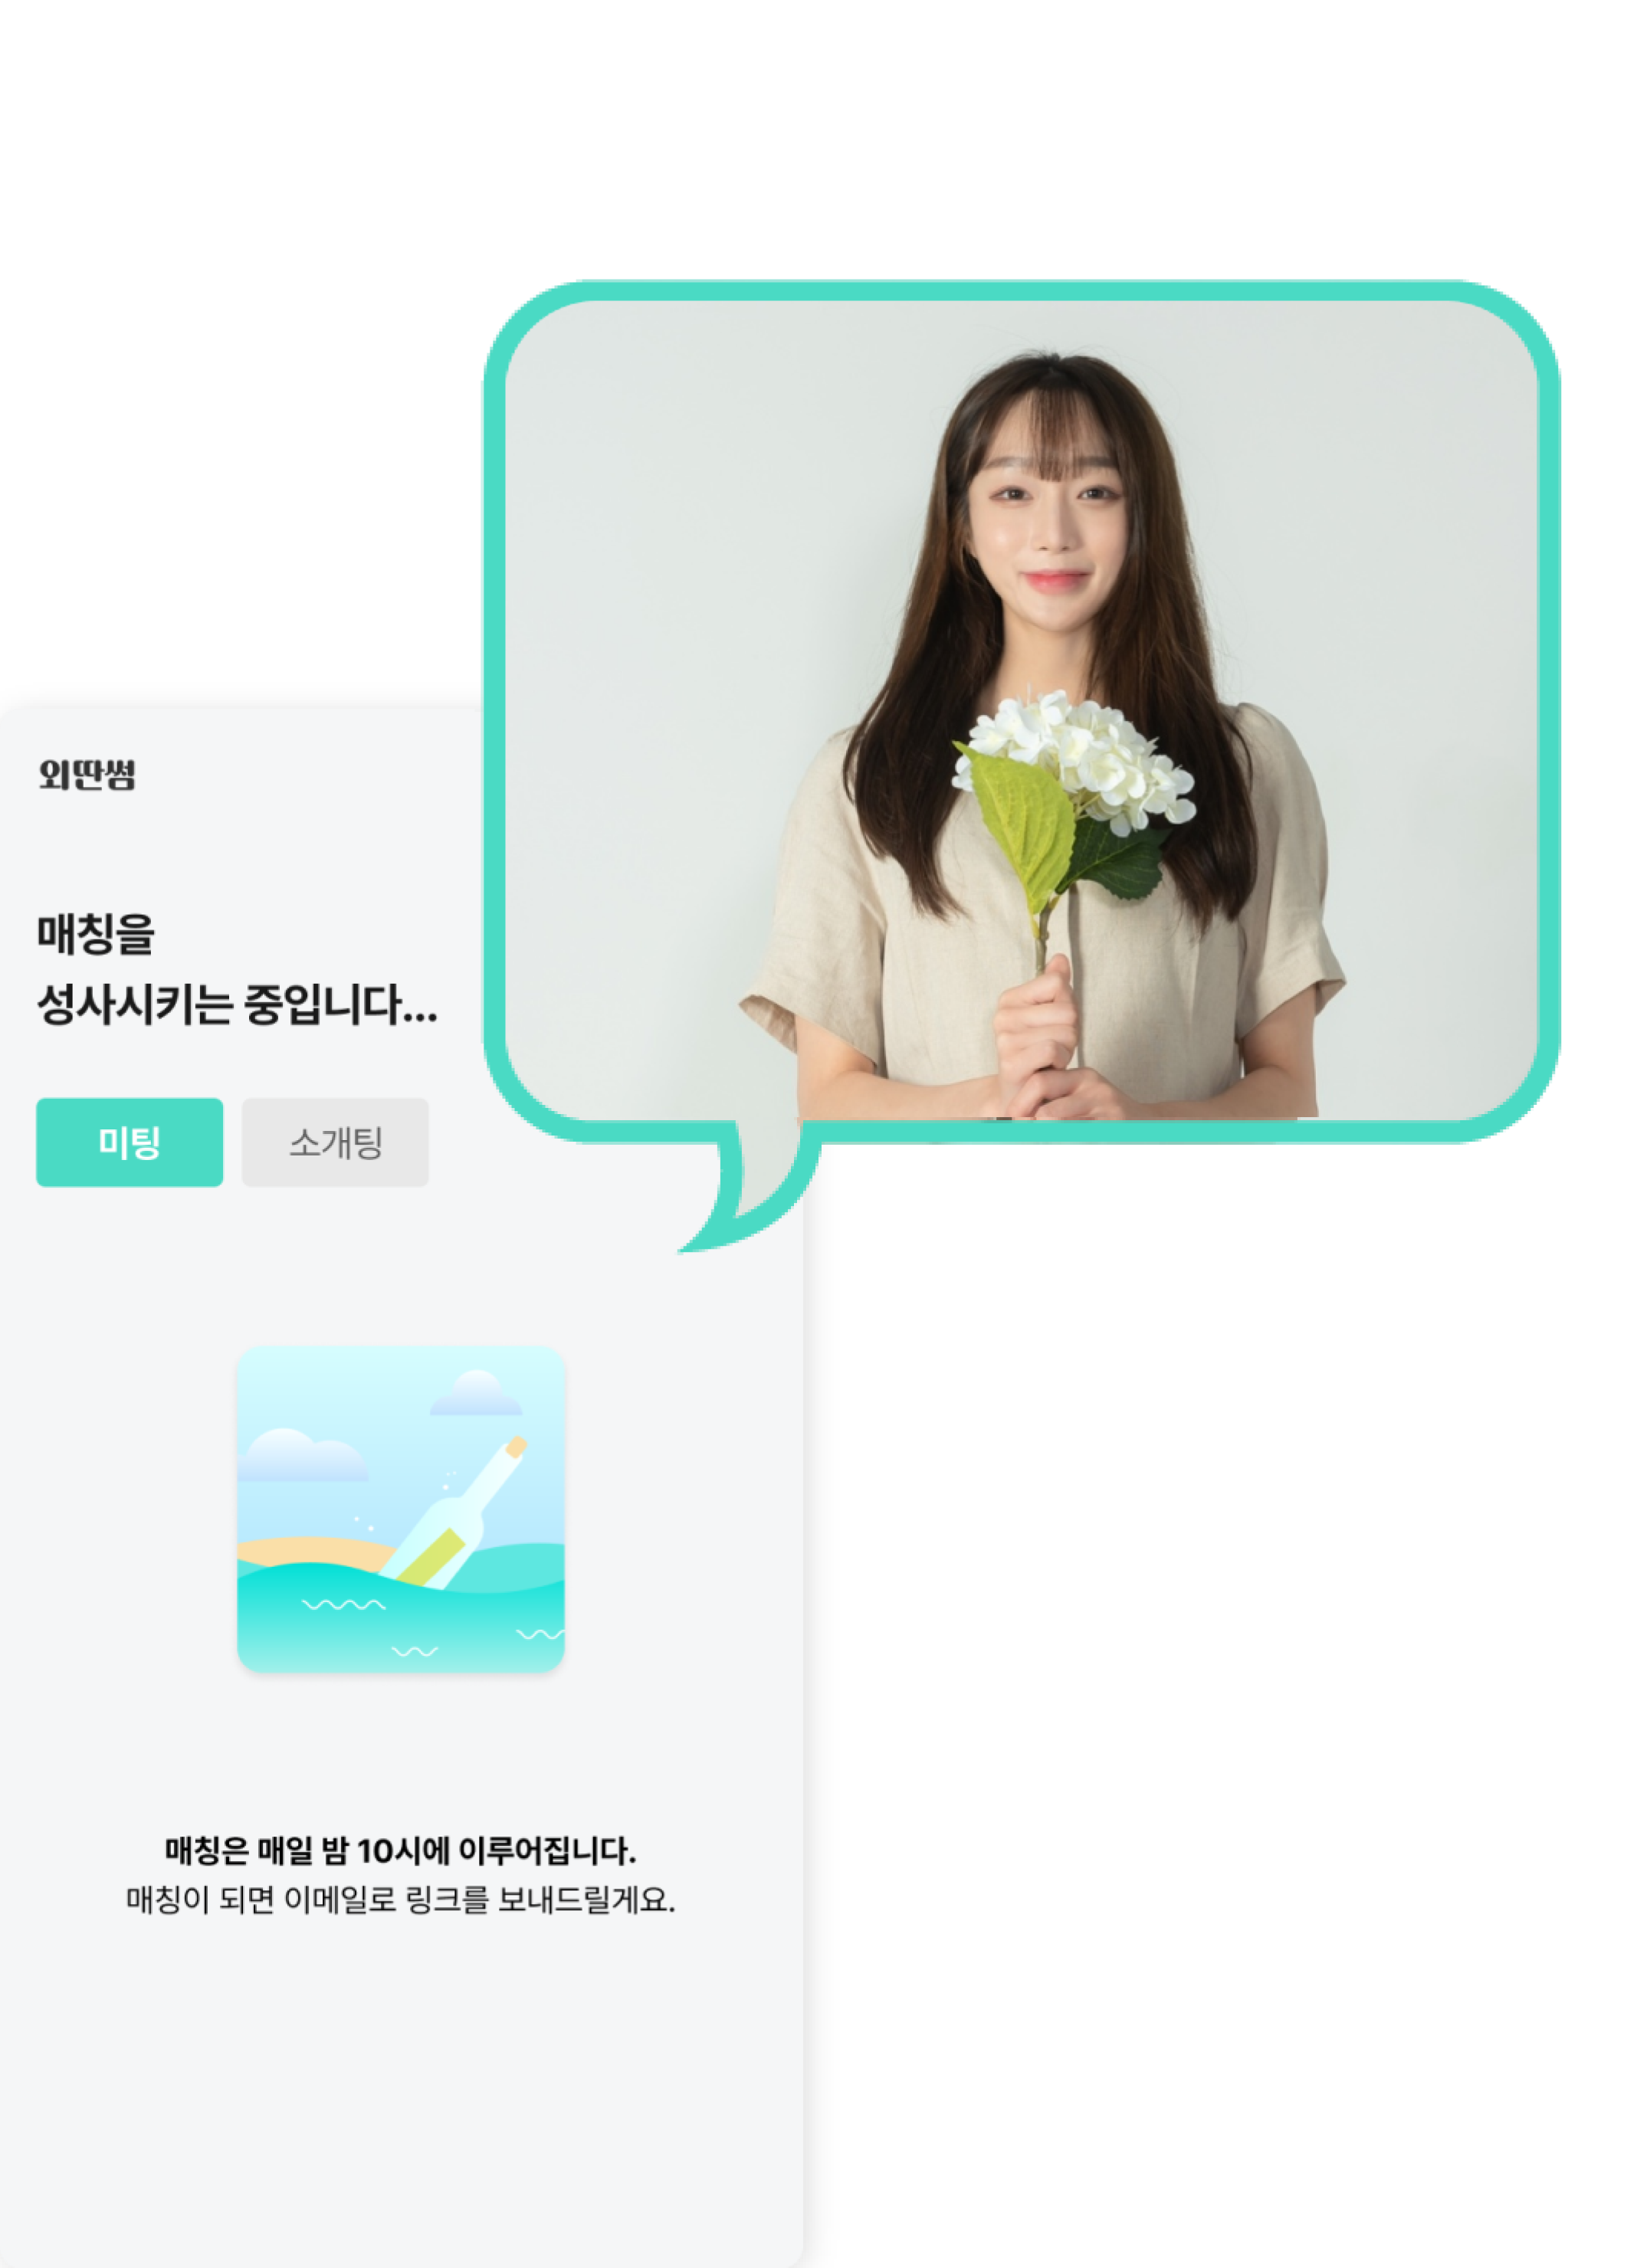 외딴썸
매칭을
성사시키는 중입니다...
미팅
소개팅
매칭은 매일 밤 10시에 이루어집니다.
매칭이 되면 이메일로 링크를 보내드릴게요.